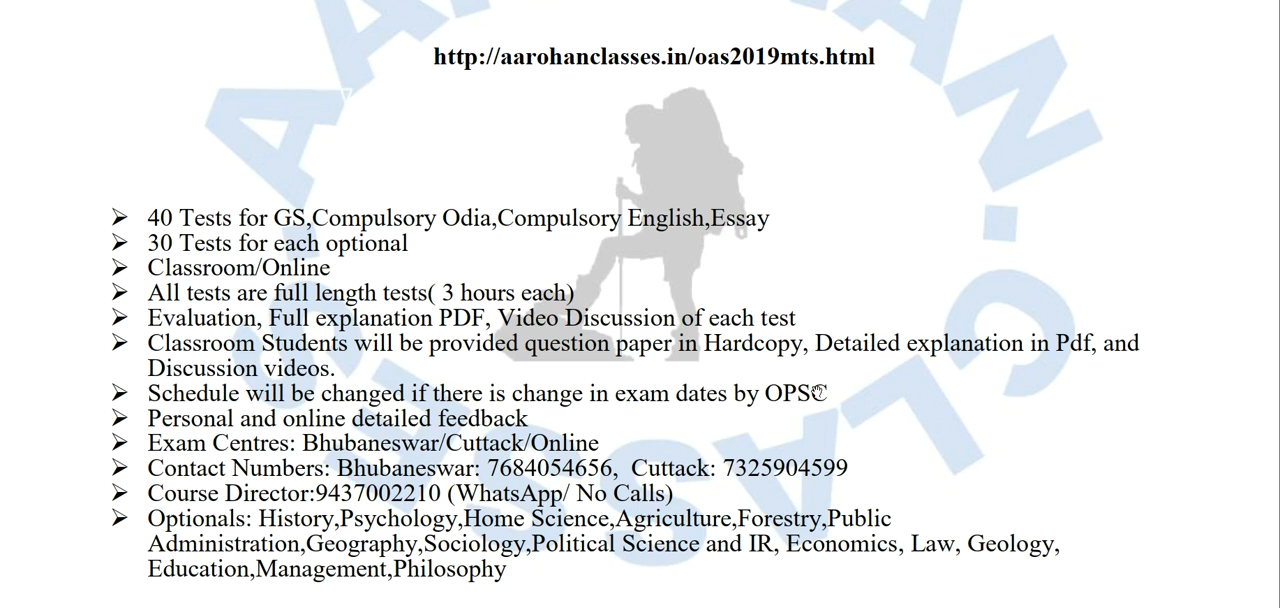 http://aarohanclasses.in/oas2019mts.html
➢ 40 Tests for GS,Compulsory Odia,Compulsory English,Essay
➢ 30 Tests for each optional
➢ Classroom/Online
➢ All tests are full length tests( 3 hours each)
➢ Evaluation, Full explanation PDF, Video Discussion of each test
➢ Classroom Students will be provided question paper in Hardcopy, Detailed explanation in Pdf, and
Discussion videos.
➢ Schedule will be changed if there is change in exam dates by OPSC
➢ Personal and online detailed feedback
➢ Exam Centres: Bhubaneswar/Cuttack/Online
➢ Contact Numbers: Bhubaneswar: 7684054656,  Cuttack: 7325904599
➢ Course Director:9437002210 (WhatsApp/ No Calls)
➢ Optionals: History,Psychology,Home Science,Agriculture,Forestry,Public
Administration,Geography,Sociology,Political Science and IR, Economics, Law, Geology,
Education,Management,Philosophy